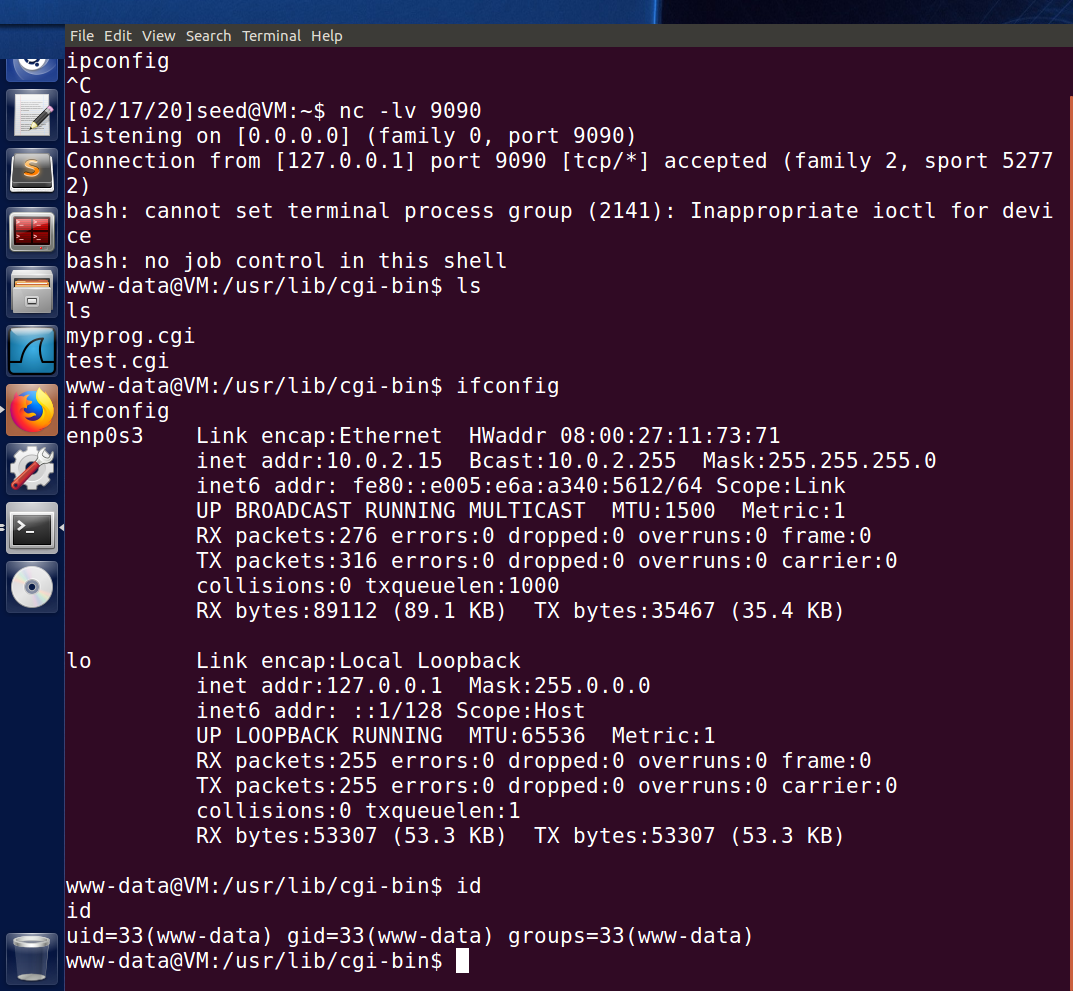 File Edit View Search Terminal Help
ipconfig
^C
[02/17/20]seed@VM:~$ nc -lv 9090
Listening on [0.0.0.0] (family 0, port 9090)
Connection from [127.0.0.1] port 9090 [tcp/*] accepted (family 2, sport 5277
2)
bash: cannot set terminal process group (2141): Inappropriate ioctl for devi
ce
bash: no job control in this shell
www-data@VM:/usr/lib/cgi-bin$ ls
ls
myprog.cgi
test.cgi
www-data@VM:/usr/lib/cgi-bin$ ifconfig
ifconfig
enp0s3    Link encap:Ethernet  HWaddr 08:00:27:11:73:71
          inet addr:10.0.2.15  Bcast:10.0.2.255  Mask:255.255.255.0
          inet6 addr: fe80::e005:e6a:a340:5612/64 Scope:Link
          UP BROADCAST RUNNING MULTICAST  MTU:1500  Metric:1
          RX packets:276 errors:0 dropped:0 overruns:0 frame:0
          TX packets:316 errors:0 dropped:0 overruns:0 carrier:0
          collisions:0 txqueuelen:1000
          RX bytes:89112 (89.1 KB)  TX bytes:35467 (35.4 KB)

lo        Link encap:Local Loopback
          inet addr:127.0.0.1  Mask:255.0.0.0
          inet6 addr: ::1/128 Scope:Host
          UP LOOPBACK RUNNING  MTU:65536  Metric:1
          RX packets:255 errors:0 dropped:0 overruns:0 frame:0
          TX packets:255 errors:0 dropped:0 overruns:0 carrier:0
          collisions:0 txqueuelen:1
          RX bytes:53307 (53.3 KB)  TX bytes:53307 (53.3 KB)

www-data@VM:/usr/lib/cgi-bin$ id
id
uid=33(www-data) gid=33(www-data) groups=33(www-data)
www-data@VM:/usr/lib/cgi-bin$